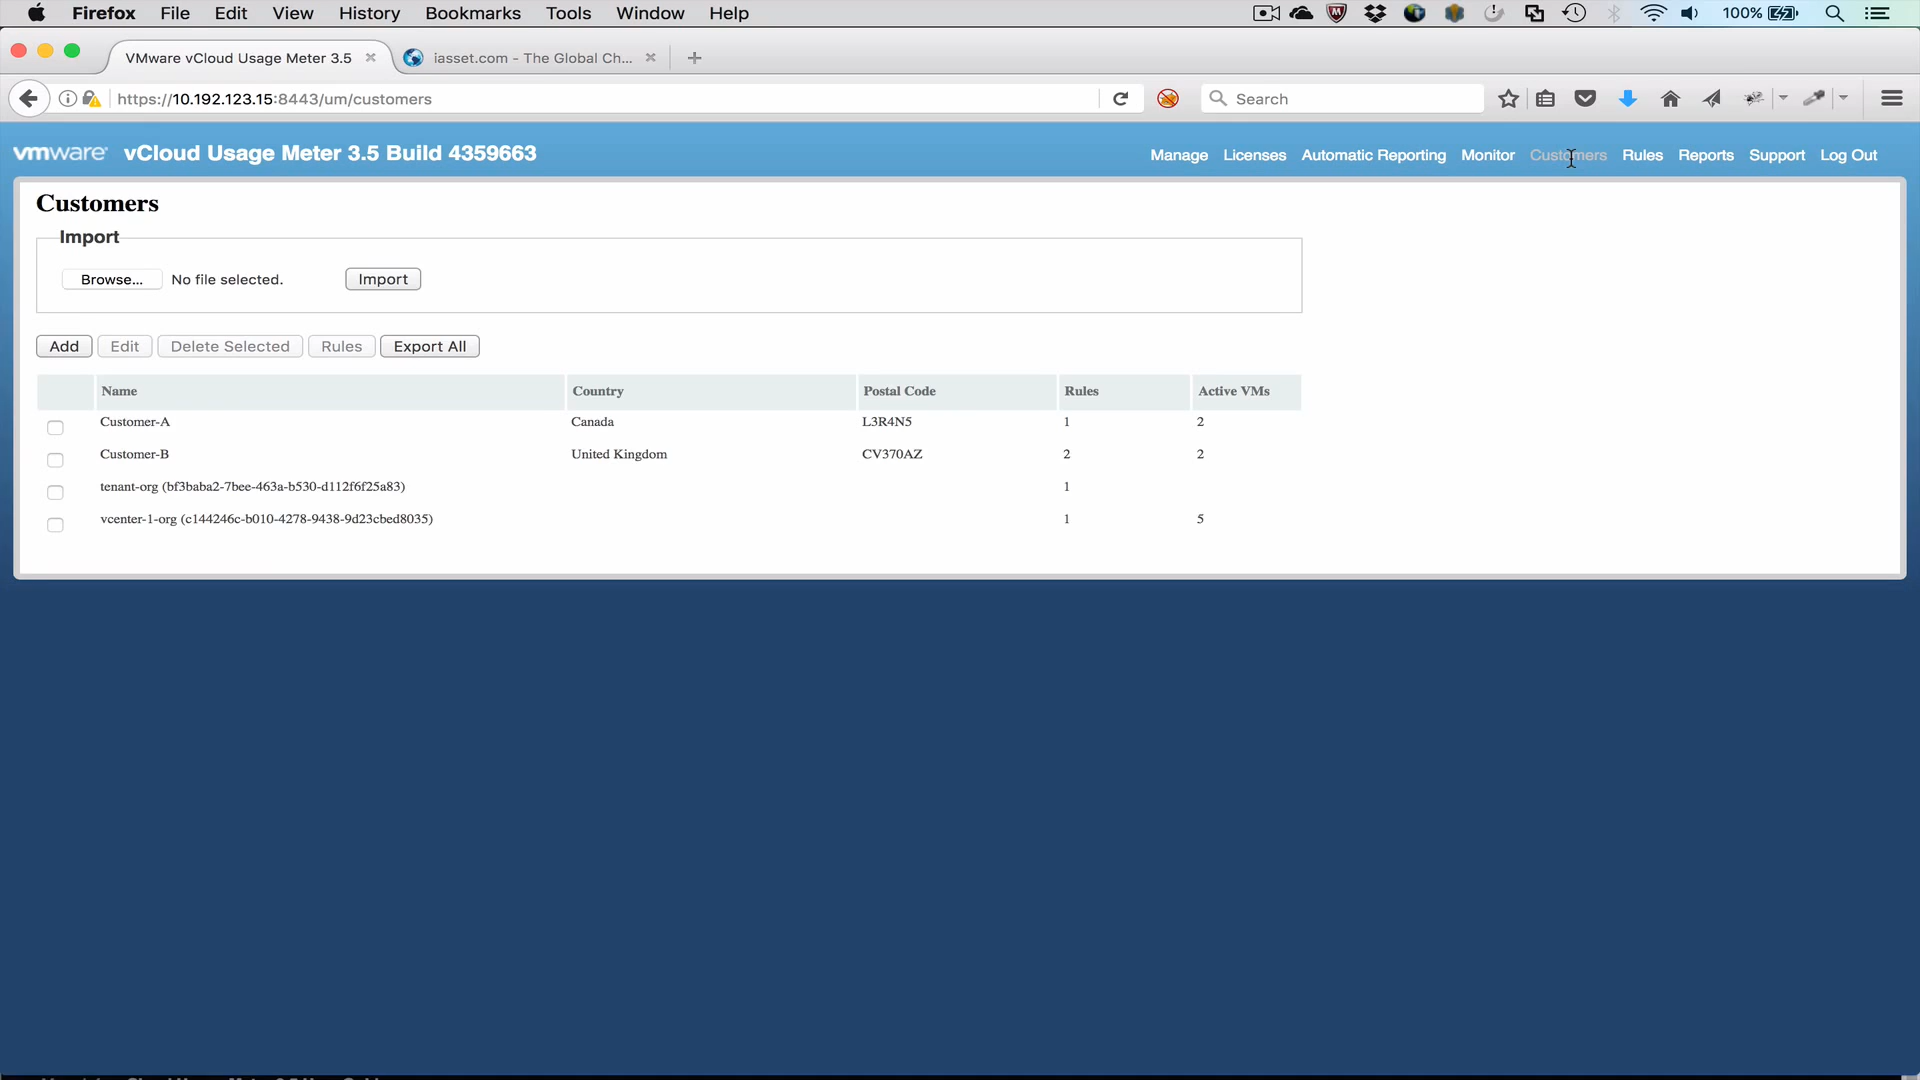 Firefox File Edit View History Bookmarks Tools Window Help 100%
VMware vCloud Usage Meter 3.5 iasset.com - The Global Ch...
https://10.192.123.15:8443/um/customers Search
vmware vCloud Usage Meter 3.5 Build 4359663 Manage Licenses Automatic Reporting Monitor Customers Rules Reports Support Log Out
Customers
Import
Browse... No file selected. Import
Add Edit Delete Selected Rules Export All
Name Country Postal Code Rules Active VMs
Customer-A Canada L3R4N5 1 2
Customer-B United Kingdom CV370AZ 2 2
tenant-org (bf3baba2-7bee-463a-b530-d112f6f25a83) 1
vcenter-1-org (c144246c-b010-4278-9438-9d23cbed8035) 1 5